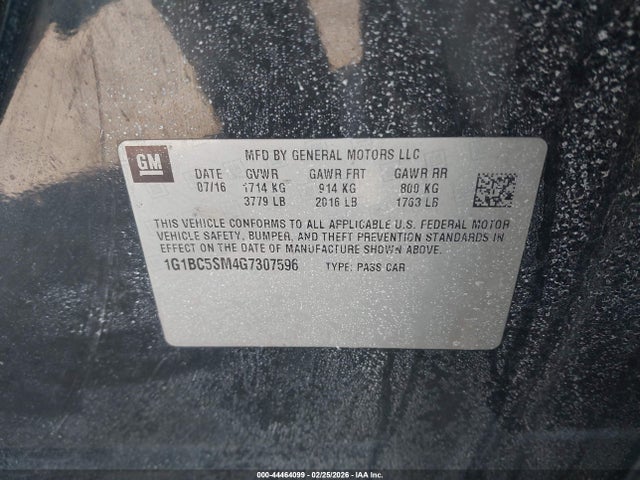 GM
MFD BY GENERAL MOTORS LLC
DATE GVWR GAWR FRT GAWR RR
07/16 1714 KG 914 KG 800 KG
3779 LB 2016 LB 1763 LB
THIS VEHICLE CONFORMS TO ALL APPLICABLE U.S. FEDERAL MOTOR
VEHICLE SAFETY, BUMPER, AND THEFT PREVENTION STANDARDS IN
EFFECT ON THE DATE OF MANUFACTURE SHOWN ABOVE.
1G1BC5SM4G7307596 TYPE: PASS CAR
000-44464099 - 02/25/2026 - IAA Inc.